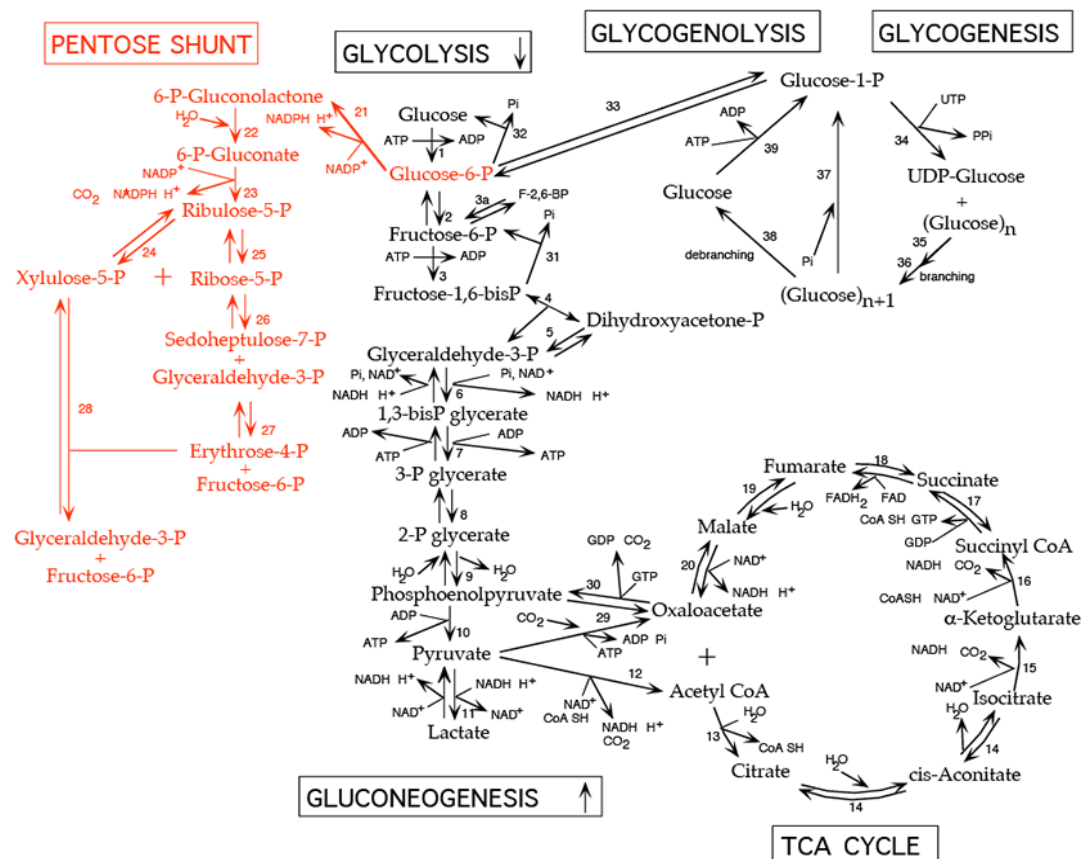 PENTOSE SHUNT
GLYCOLYSIS ↓
GLYCOGENOLYSIS
GLYCOGENESIS
6-P-Gluconolactone
H₂O
22
6-P-Gluconate
NADP⁺
23
CO₂ NADPH H⁺
Ribulose-5-P
24
25
Xylulose-5-P + Ribose-5-P
26
Sedoheptulose-7-P
+
Glyceraldehyde-3-P
28
27
Erythrose-4-P
+
Fructose-6-P
Glyceraldehyde-3-P
+
Fructose-6-P
21
NADPH H⁺
NADP⁺
Glucose
Pi
32
ATP
ADP
1
Glucose-6-P
33
2
3a
F-2,6-BP
Fructose-6-P
Pi
31
ATP
ADP
3
Fructose-1,6-bisP
4
Dihydroxyacetone-P
5
Glyceraldehyde-3-P
Pi, NAD⁺
Pi, NAD⁺
NADH H⁺
6
NADH H⁺
1,3-bisP glycerate
ADP
ADP
ATP
7
ATP
3-P glycerate
8
2-P glycerate
H₂O
9
H₂O
Phosphoenolpyruvate
ADP
ATP
10
Pyruvate
NADH H⁺
NADH H⁺
NAD⁺
11
NAD⁺
Lactate
GLUCONEOGENESIS ↑
Glucose-1-P
ADP
ATP
39
37
UTP
34
PPi
Glucose
UDP-Glucose
+
(Glucose)n
38
debranching
Pi
35
36
branching
(Glucose)n+1
GDP CO₂
30
GTP
CO₂
29
ADP Pi
ATP
Oxaloacetate
+
12
NAD⁺
CoA SH
NADH H⁺
CO₂
Acetyl CoA
H₂O
13
CoA SH
Citrate
H₂O
14
cis-Aconitate
H₂O
14
Isocitrate
NADH CO₂
15
NAD⁺
α-Ketoglutarate
NADH CO₂
16
CoASH NAD⁺
Succinyl CoA
CoA SH GTP
17
GDP
Succinate
18
FADH₂ FAD
Fumarate
19
H₂O
Malate
20
NAD⁺
NADH H⁺
TCA CYCLE